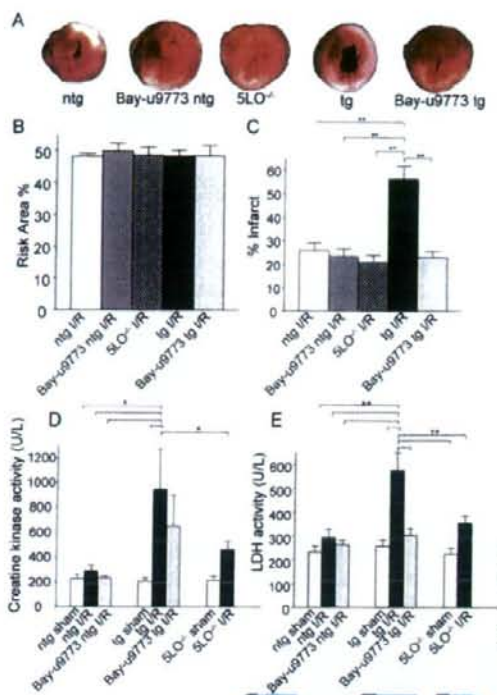 A
ntg
Bay-u9773 ntg
5LO-/-
tg
Bay-u9773 tg
B
Risk Area %
50
40
30
20
10
0
ntg I/R
Bay-u9773 ntg I/R
5LO-/- I/R
tg I/R
Bay-u9773 tg I/R
C
% Infarct
60
50
40
30
20
10
0
**
**
**
**
ntg I/R
Bay-u9773 ntg I/R
5LO-/- I/R
tg I/R
Bay-u9773 tg I/R
D
Creatine kinase activity (U/L)
1200
1000
800
600
400
200
0
*
*
ntg sham
ntg I/R
Bay-u9773 ntg I/R
tg sham
tg I/R
Bay-u9773 tg I/R
5LO-/- sham
5LO-/- I/R
E
LDH activity (U/L)
600
500
400
300
200
100
0
**
**
ntg sham
ntg I/R
Bay-u9773 ntg I/R
tg sham
tg I/R
Bay-u9773 tg I/R
5LO-/- sham
5LO-/- I/R